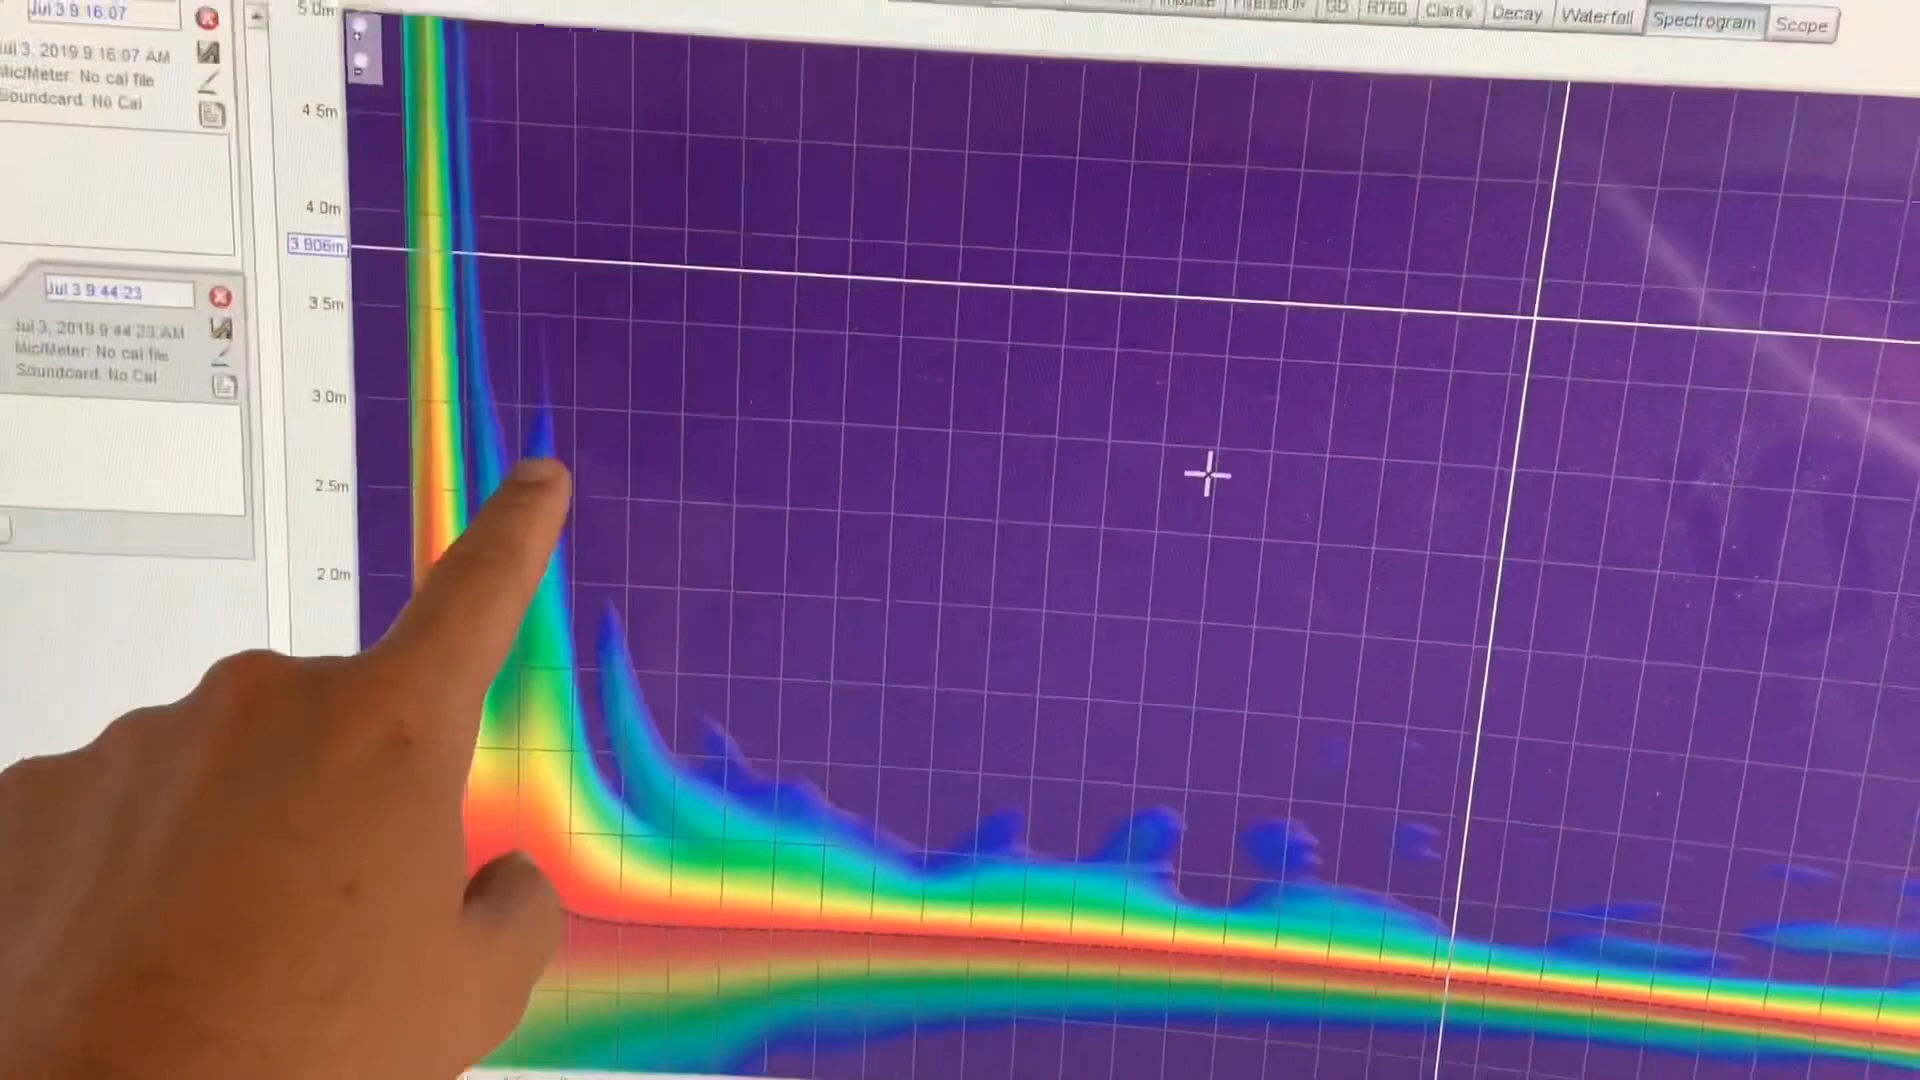 Jul 3 9 16:07
Jul 3, 2019 9 16:07 AM
Mic/Meter: No cal file
Soundcard: No Cal
Jul 3 9 44 23
Jul 3, 2019 9 44 23 AM
Mic/Meter: No cal file
Soundcard: No Cal
GD RT60 Clarity Decay Waterfall Spectrogram Scope
5 0m
4 5m
4 0m
3 906m
3 5m
3 0m
2 5m
2 0m